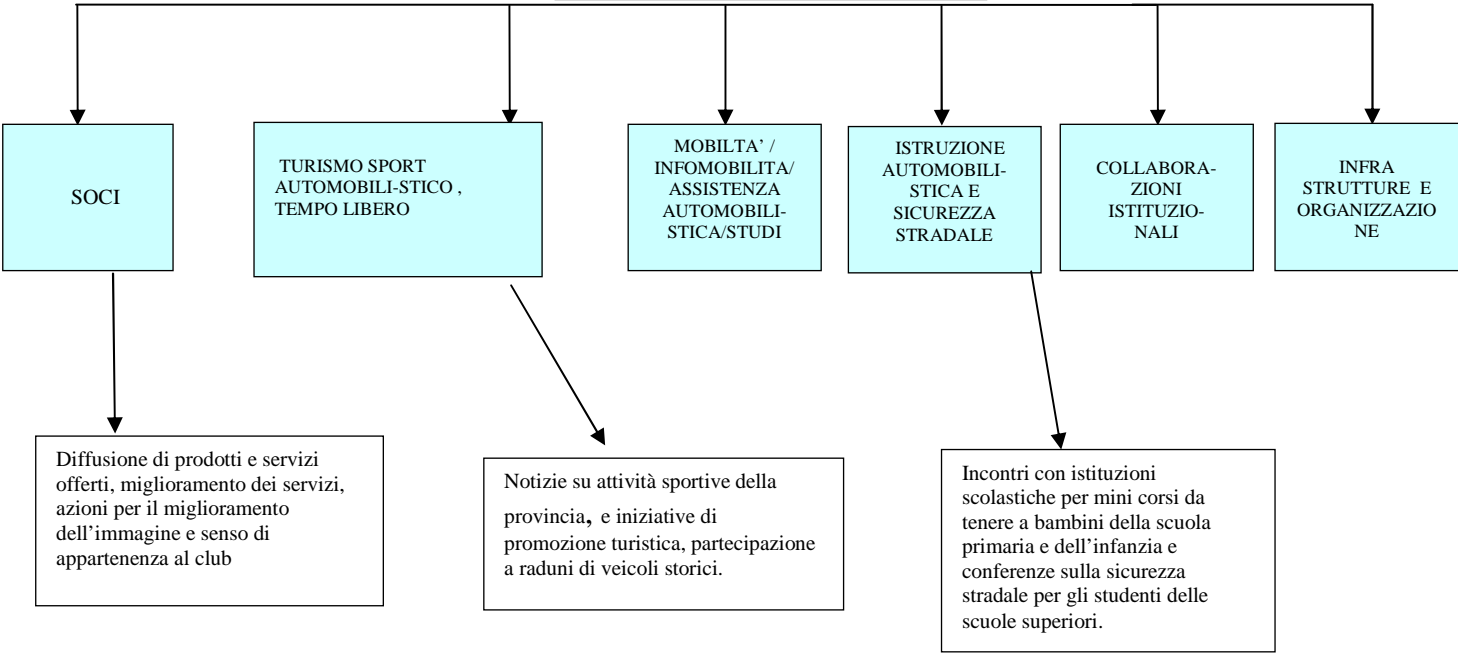 SOCI
TURISMO SPORT
AUTOMOBILI-STICO ,
TEMPO LIBERO
MOBILTA’ /
INFOMOBILITA/
ASSISTENZA
AUTOMOBILI-
STICA/STUDI
ISTRUZIONE
AUTOMOBILI-
STICA E
SICUREZZA
STRADALE
COLLABORA-
ZIONI
ISTITUZIO-
NALI
INFRA
STRUTTURE E
ORGANIZZAZIO
NE
Diffusione di prodotti e servizi
offerti, miglioramento dei servizi,
azioni per il miglioramento
dell’immagine e senso di
appartenenza al club
Notizie su attività sportive della
provincia, e iniziative di
promozione turistica, partecipazione
a raduni di veicoli storici.
Incontri con istituzioni
scolastiche per mini corsi da
tenere a bambini della scuola
primaria e dell’infanzia e
conferenze sulla sicurezza
stradale per gli studenti delle
scuole superiori.